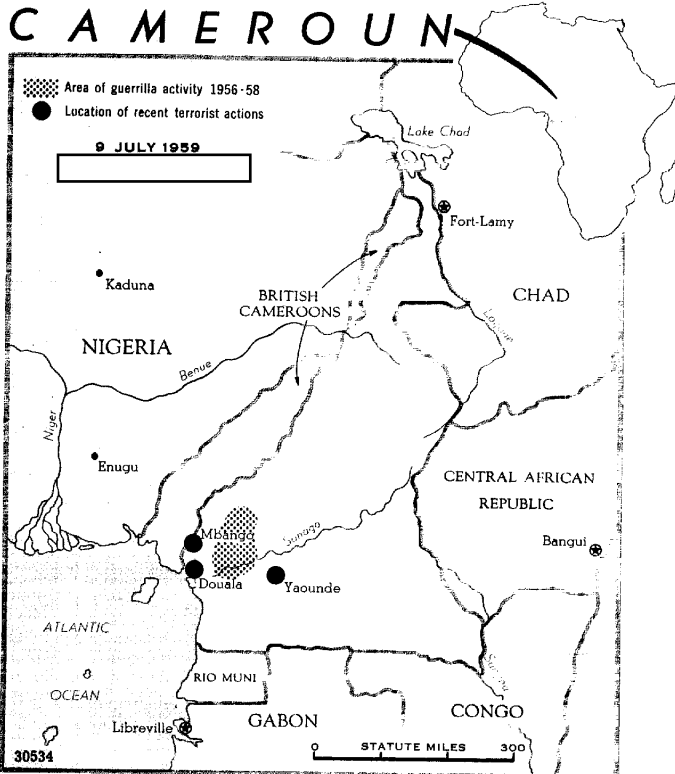 CAMEROUN
Area of guerrilla activity 1956-58
Location of recent terrorist actions
9 JULY 1959
Lake Chad
Fort-Lamy
Kaduna
BRITISH
CAMEROONS
CHAD
NIGERIA
Logone
Benue
Niger
Enugu
CENTRAL AFRICAN
REPUBLIC
Mbanga
Sanaga
Bangui
Douala
Yaounde
ATLANTIC
OCEAN
RIO MUNI
Libreville
GABON
CONGO
30534
0 STATUTE MILES 300